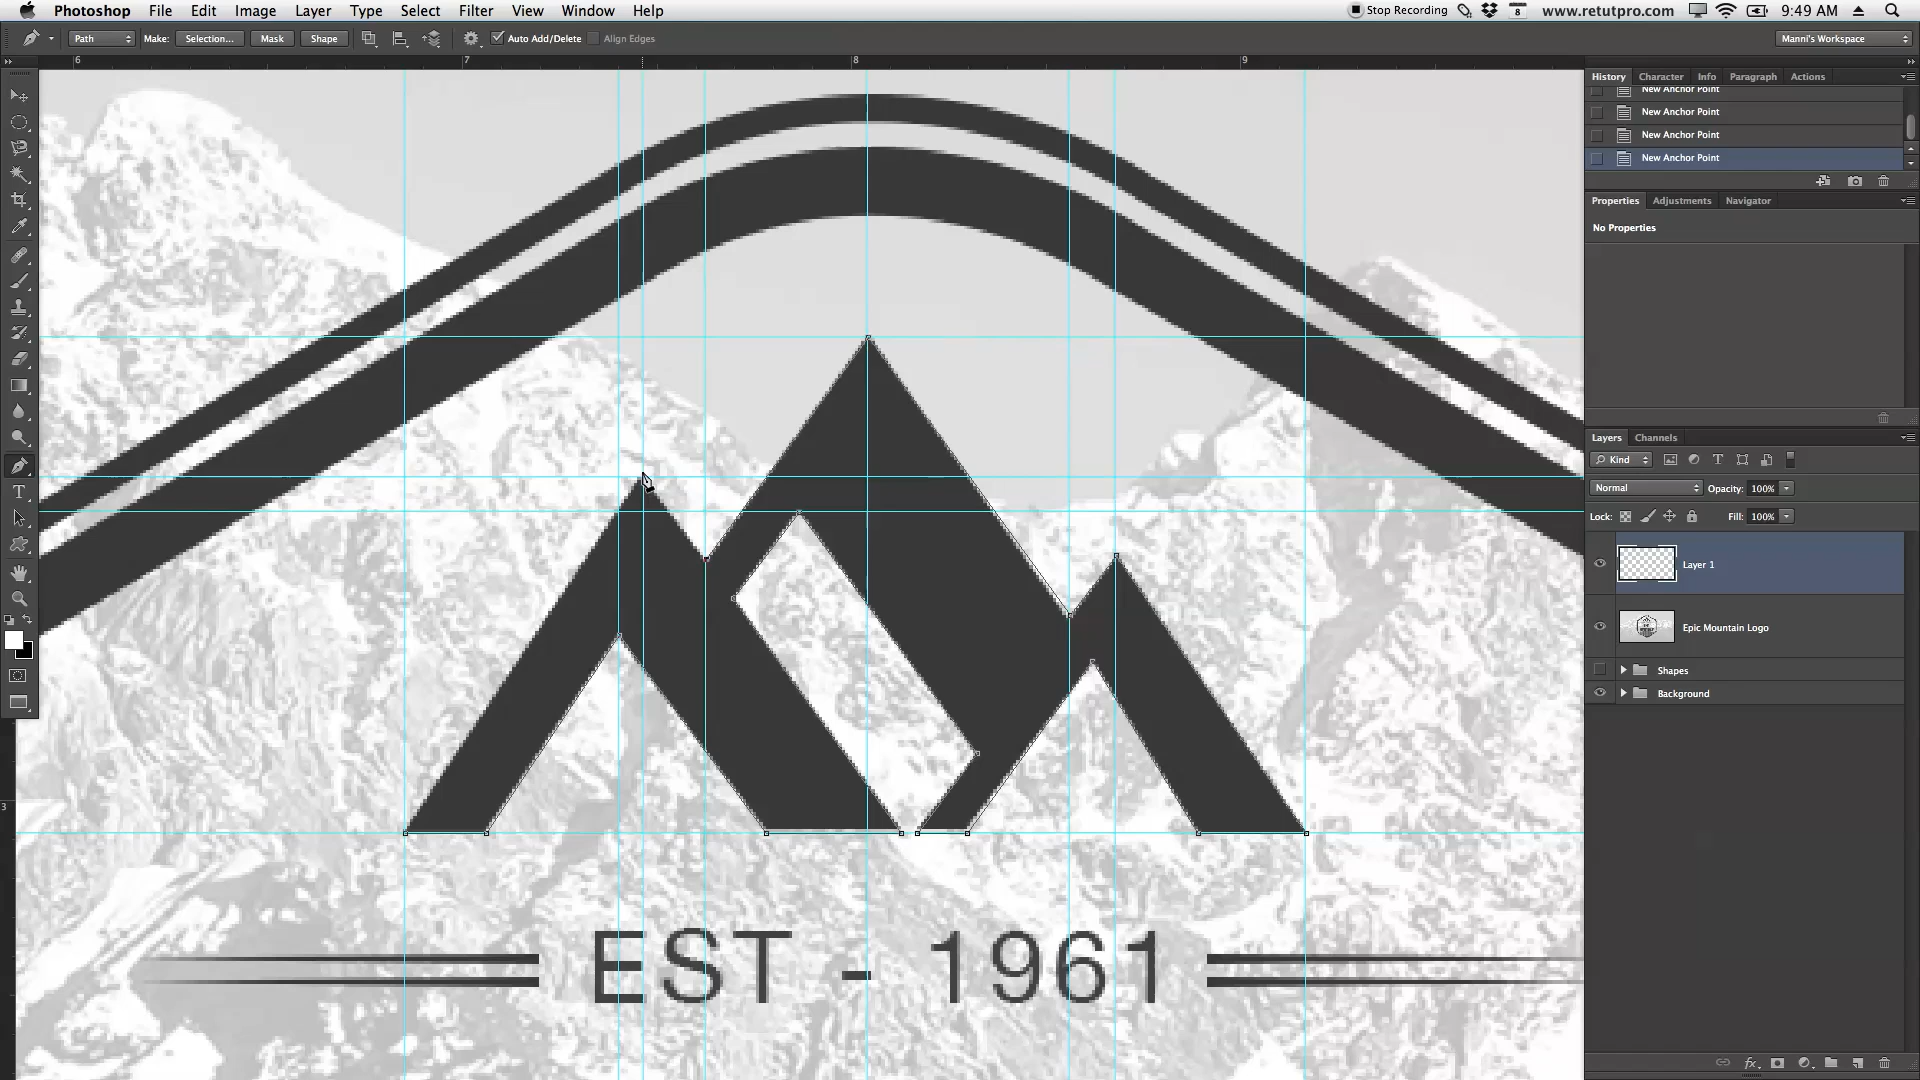 Photoshop File Edit Image Layer Type Select Filter View Window Help
Stop Recording 8 www.retutpro.com 9:49 AM
Path Make: Selection... Mask Shape Auto Add/Delete Align Edges Manni's Workspace
6 7 8 9
History Character Info Paragraph Actions
New Anchor Point
New Anchor Point
New Anchor Point
New Anchor Point
Properties Adjustments Navigator
No Properties
Layers Channels
Kind
Normal Opacity: 100%
Lock: Fill: 100%
Layer 1
Epic Mountain Logo
Shapes
Background
3
EST - 1961